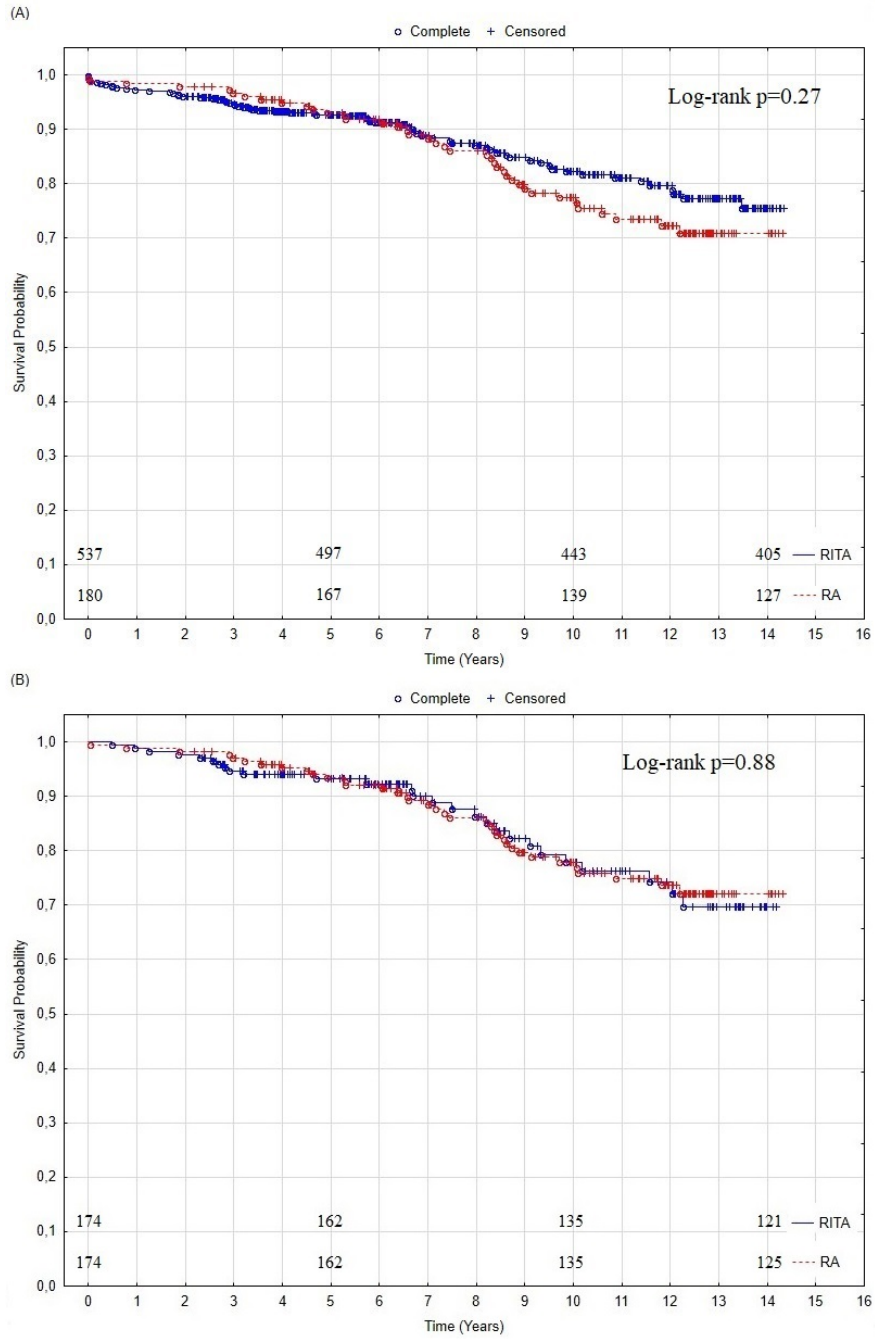 (A)
Complete Censored
Log-rank p=0.27
1,0
0,9
0,8
0,7
0,6
0,5
0,4
0,3
0,2
0,1
0,0
Survival Probability
537 497 443 405 RITA
180 167 139 127 RA
0 1 2 3 4 5 6 7 8 9 10 11 12 13 14 15 16
Time (Years)
(B)
Complete Censored
Log-rank p=0.88
1,0
0,9
0,8
0,7
0,6
0,5
0,4
0,3
0,2
0,1
0,0
Survival Probability
174 162 135 121 RITA
174 162 135 125 RA
0 1 2 3 4 5 6 7 8 9 10 11 12 13 14 15 16
Time (Years)